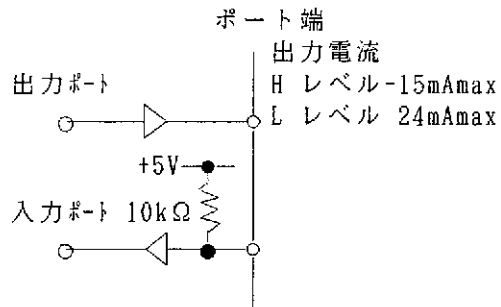 ポート端
出力電流
H レベル-15mAmax
L レベル 24mAmax
出力ポート
+5V
入力ポート 10kΩ